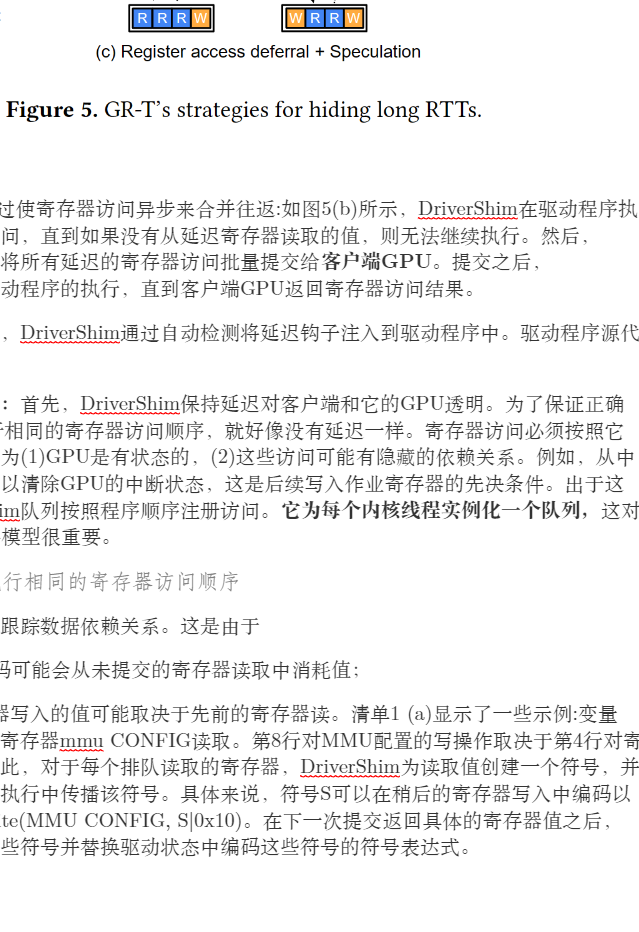 R R R W W R R W
(c) Register access deferral + Speculation
Figure 5. GR-T's strategies for hiding long RTTs.
过使寄存器访问异步来合并往返:如图5(b)所示，DriverShim在驱动程序执
问，直到如果没有从延迟寄存器读取的值，则无法继续执行。然后，
将所有延迟的寄存器访问批量提交给客户端GPU。提交之后，
动程序的执行，直到客户端GPU返回寄存器访问结果。
，DriverShim通过自动检测将延迟钩子注入到驱动程序中。驱动程序源代
：首先，DriverShim保持延迟对客户端和它的GPU透明。为了保证正确
相同的寄存器访问顺序，就好像没有延迟一样。寄存器访问必须按照它
为(1)GPU是有状态的，(2)这些访问可能有隐藏的依赖关系。例如，从中
以清除GPU的中断状态，这是后续写入作业寄存器的先决条件。出于这
im队列按照程序顺序注册访问。它为每个内核线程实例化一个队列，这对
模型很重要。
行相同的寄存器访问顺序
跟踪数据依赖关系。这是由于
码可能会从未提交的寄存器读取中消耗值；
器写入的值可能取决于先前的寄存器读。清单1 (a)显示了一些示例:变量
寄存器mmu CONFIG读取。第8行对MMU配置的写操作取决于第4行对寄
此，对于每个排队读取的寄存器，DriverShim为读取值创建一个符号，并
执行中传播该符号。具体来说，符号S可以在稍后的寄存器写入中编码以
te(MMU CONFIG, S|0x10)。在下一次提交返回具体的寄存器值之后，
些符号并替换驱动状态中编码这些符号的符号表达式。